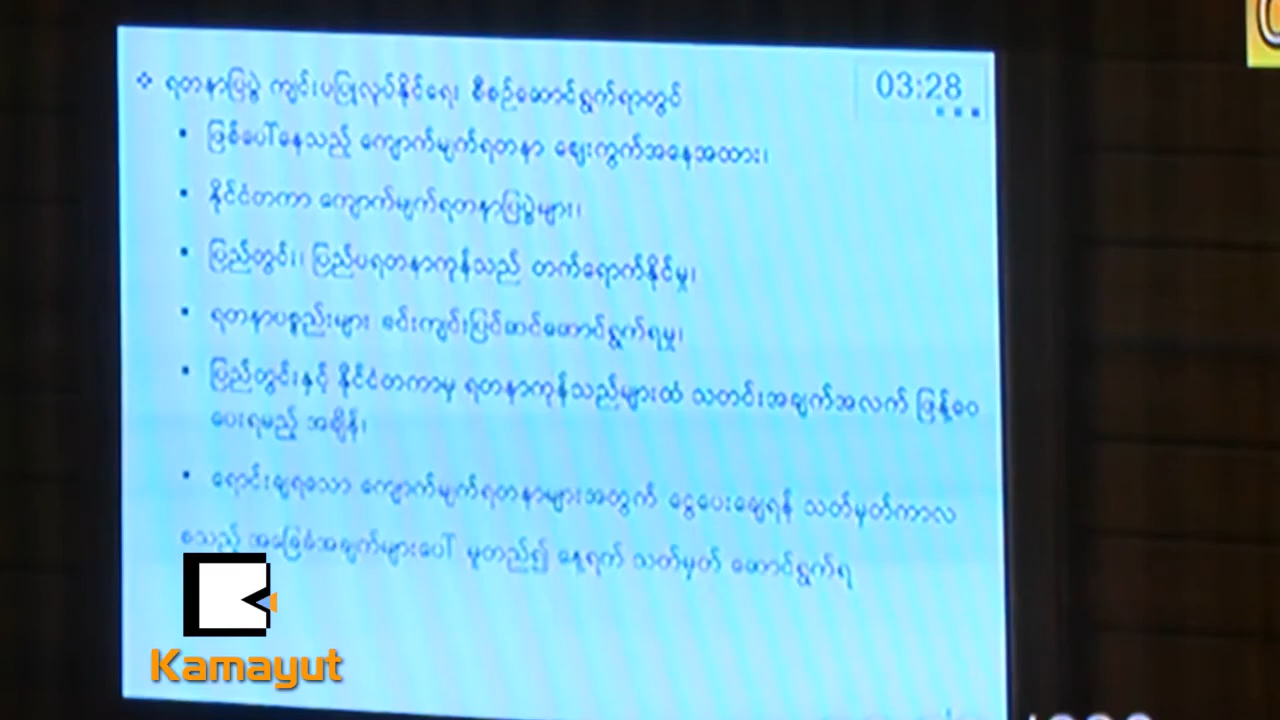 ❖ ရတနာပြပွဲ ကျင်းပပြုလုပ်နိုင်ရေး စီစဉ်ဆောင်ရွက်ရာတွင်
03:28
▪ ဖြစ်ပေါ်နေသည့် ကျောက်မျက်ရတနာ ဈေးကွက်အနေအထား၊
▪ နိုင်ငံတကာ ကျောက်မျက်ရတနာပြပွဲများ၊
▪ ပြည်တွင်း၊ ပြည်ပရတနာကုန်သည် တက်ရောက်နိုင်မှု၊
▪ ရတနာပစ္စည်းများ ခင်းကျင်းပြင်ဆင်ဆောင်ရွက်ရမှု၊
▪ ပြည်တွင်းနှင့် နိုင်ငံတကာမှ ရတနာကုန်သည်များထံ သတင်းအချက်အလက် ဖြန့်ဝေ
ပေးရမည့် အချိန်၊
▪ ရောင်းချရသော ကျောက်မျက်ရတနာများအတွက် ငွေပေးချေရန် သတ်မှတ်ကာလ
စသည့် အခြေခံအချက်များပေါ် မူတည်၍ နေ့ရက် သတ်မှတ် ဆောင်ရွက်ရ
Kamayut